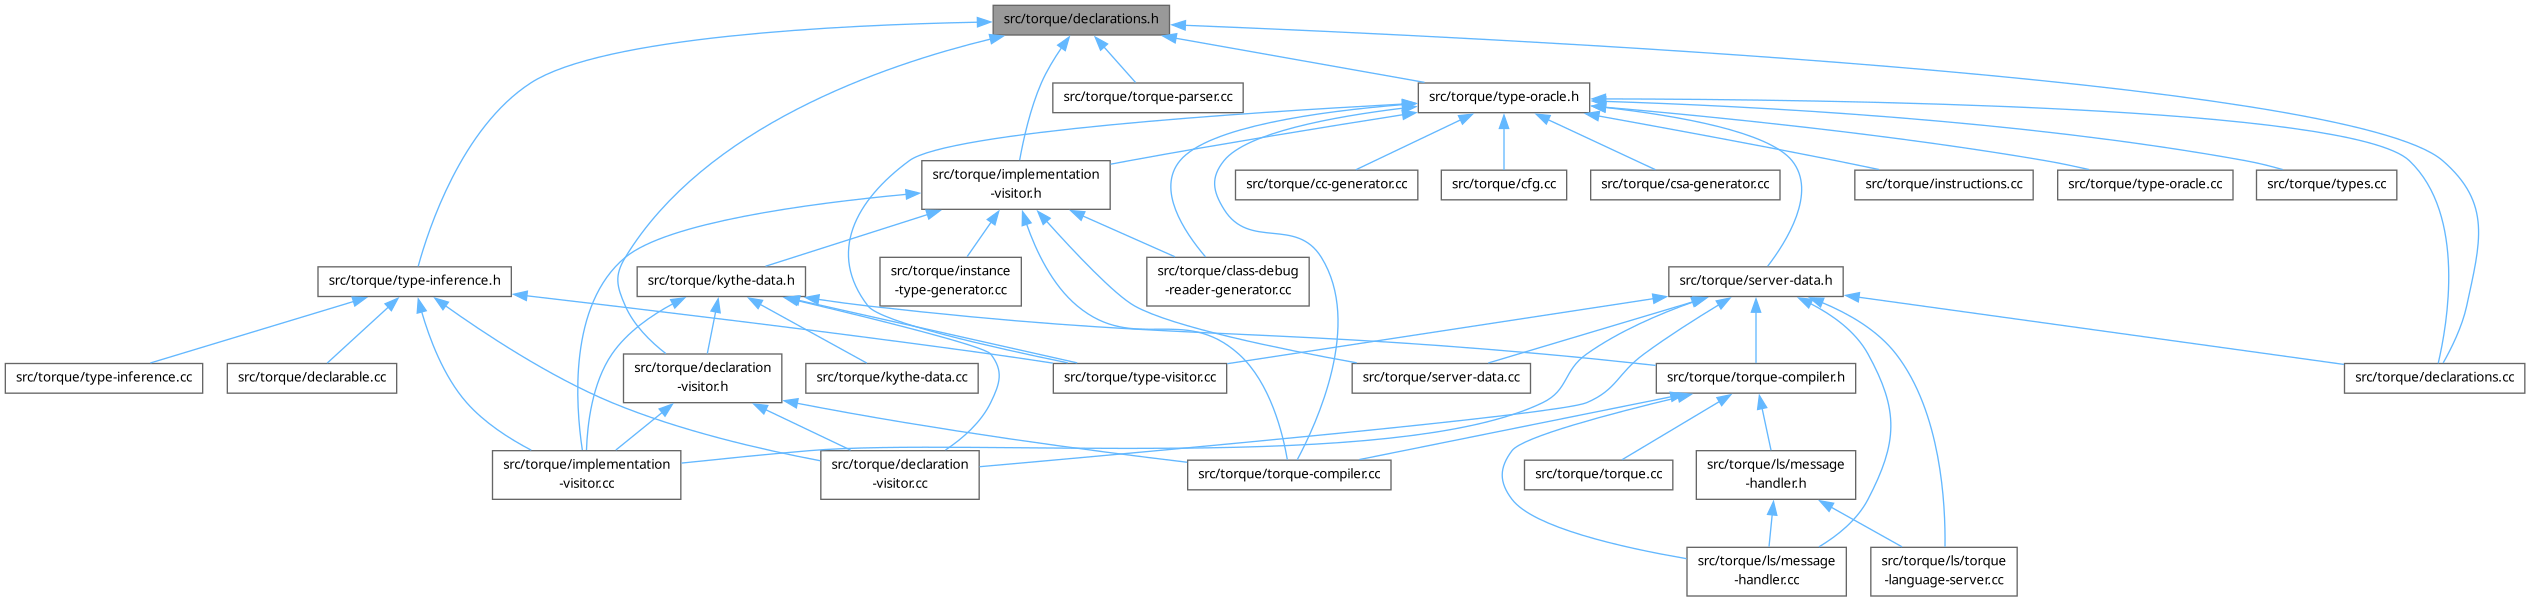 src/torque/declarations.h
src/torque/torque-parser.cc
src/torque/type-oracle.h
src/torque/implementation
-visitor.h
src/torque/cc-generator.cc
src/torque/cfg.cc
src/torque/csa-generator.cc
src/torque/instructions.cc
src/torque/type-oracle.cc
src/torque/types.cc
src/torque/type-inference.h
src/torque/kythe-data.h
src/torque/instance
-type-generator.cc
src/torque/class-debug
-reader-generator.cc
src/torque/server-data.h
src/torque/type-inference.cc
src/torque/declarable.cc
src/torque/declaration
-visitor.h
src/torque/kythe-data.cc
src/torque/type-visitor.cc
src/torque/server-data.cc
src/torque/torque-compiler.h
src/torque/declarations.cc
src/torque/implementation
-visitor.cc
src/torque/declaration
-visitor.cc
src/torque/torque-compiler.cc
src/torque/torque.cc
src/torque/ls/message
-handler.h
src/torque/ls/message
-handler.cc
src/torque/ls/torque
-language-server.cc